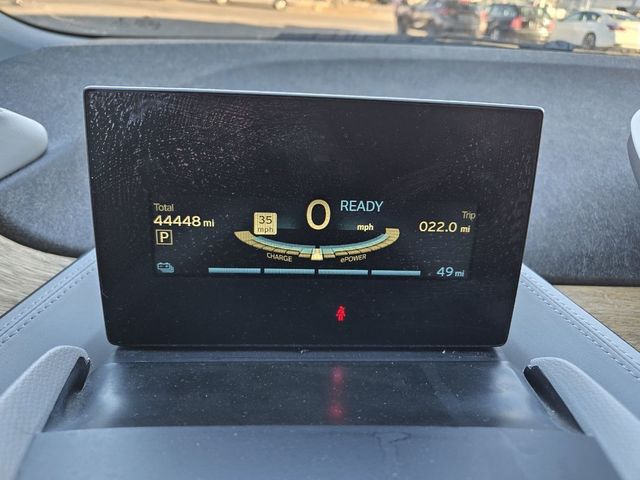 Total
44448 mi
P
35
mph
0
mph
READY
CHARGE
ePOWER
Trip
022.0 mi
49 mi